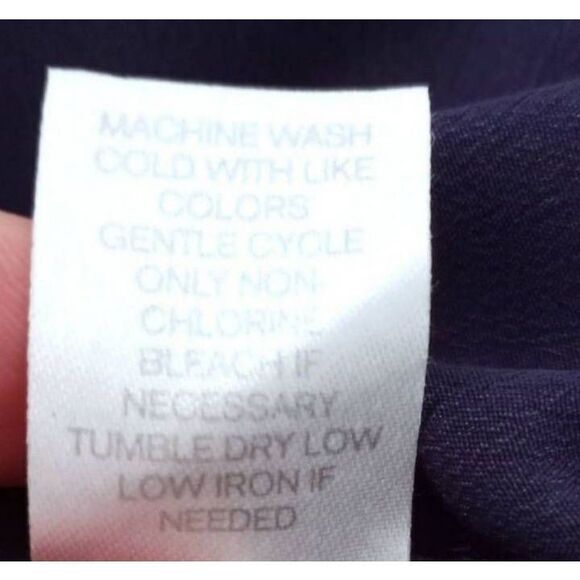 MACHINE WASH
COLD WITH LIKE
COLORS
GENTLE CYCLE
ONLY NON-
CHLORINE
BLEACH IF
NECESSARY
TUMBLE DRY LOW
LOW IRON IF
NEEDED